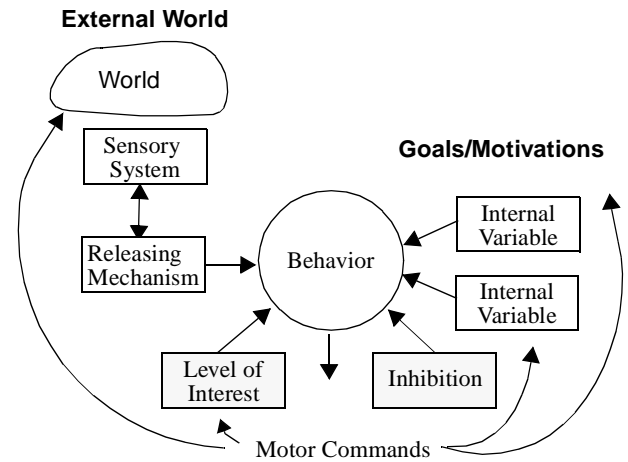 External World
World
Sensory
System
Goals/Motivations
Internal
Variable
Releasing
Mechanism
Behavior
Internal
Variable
Level of
Interest
Inhibition
Motor Commands